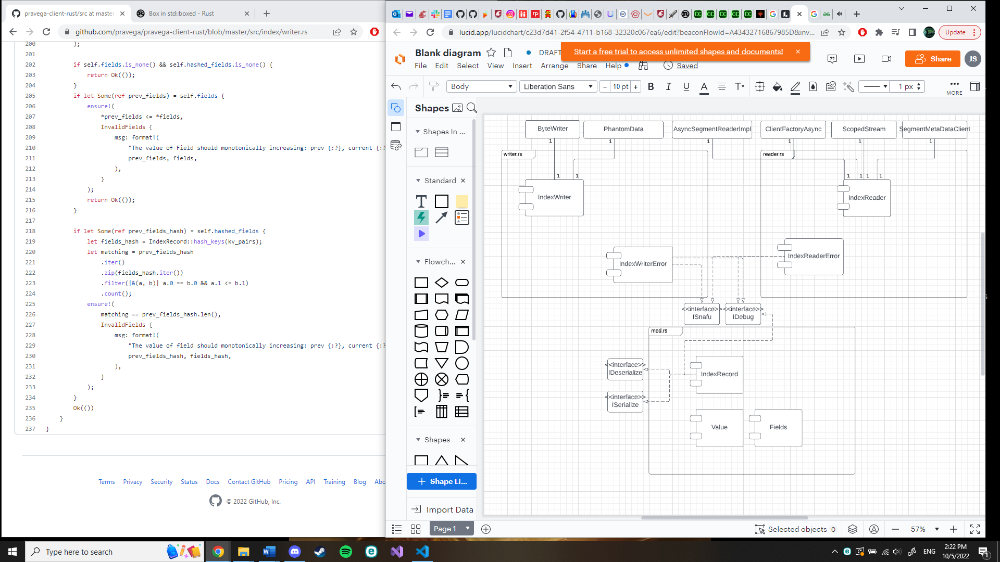 pravega-client-rust/src at master
Box in std::boxed - Rust
github.com/pravega/pravega-client-rust/blob/master/src/index/writer.rs
200 );
201
202 if self.fields.is_none() && self.hashed_fields.is_none() {
203 return Ok(());
204 }
205 if let Some(ref prev_fields) = self.fields {
206 ensure!(
207 *prev_fields <= *fields,
208 InvalidFields {
209 msg: format!(
210 "The value of Field should monotonically increasing: prev {:?}, current {:?
211 prev_fields, fields,
212 ),
213 }
214 );
215 return Ok(());
216 }
217
218 if let Some(ref prev_fields_hash) = self.hashed_fields {
219 let fields_hash = IndexRecord::hash_keys(kv_pairs);
220 let matching = prev_fields_hash
221 .iter()
222 .zip(fields_hash.iter())
223 .filter(|&(a, b)| a.0 == b.0 && a.1 <= b.1)
224 .count();
225 ensure!(
226 matching == prev_fields_hash.len(),
227 InvalidFields {
228 msg: format!(
229 "The value of field should monotonically increasing: prev {:?}, current {:?
230 prev_fields_hash, fields_hash,
231 ),
232 }
233 );
234 }
235 Ok(())
236 }
237 }
Terms Privacy Security Status Docs Contact GitHub Pricing API Training Blog Abo
© 2022 GitHub, Inc.
lucid.app/lucidchart/c23d7d41-2f54-4711-b168-32320c067ea6/edit?beaconFlowId=A43432716867985D&inv...
Update
Blank diagram
DRAFT
Start a free trial to access unlimited shapes and documents!
Share
JS
File Edit Select View Insert Arrange Share Help Saved
Body Liberation Sans 10 pt B I U A T 1 px MORE
Shapes
Shapes In ...
Standard
T
Flowch...
Shapes
+ Shape Li...
Import Data
ByteWriter PhantomData AsyncSegmentReaderImpl ClientFactoryAsync ScopedStream SegmentMetaDataClient
1 1 1 1 1 1
writer.rs reader.rs
1 1 1 1 1 1
IndexWriter IndexReader
IndexWriterError IndexReaderError
<<interface>>
ISnafu
<<interface>>
IDebug
mod.rs
<<interface>>
IDeserialize
IndexRecord
<<interface>>
ISerialize
Value Fields
Page 1
Selected objects 0
57%
Type here to search
ENG
2:22 PM
10/5/2022
1